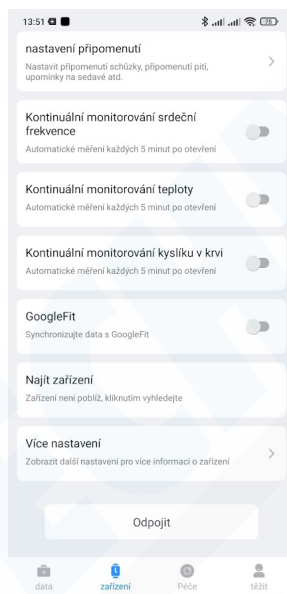 13:51
75
nastavení připomenutí
Nastavit připomenutí schůzky, připomenutí pití,
upomínky na sedavé atd.
Kontinuální monitorování srdeční
frekvence
Automatické měření každých 5 minut po otevření
Kontinuální monitorování teploty
Automatické měření každých 5 minut po otevření
Kontinuální monitorování kyslíku v krvi
Automatické měření každých 5 minut po otevření
GoogleFit
Synchronizujte data s GoogleFit
Najít zařízení
Zařízení není poblíž, kliknutím vyhledejte
Více nastavení
Zobrazit další nastavení pro více informací o zařízení
Odpojit
data
zařízení
Péče
těžit